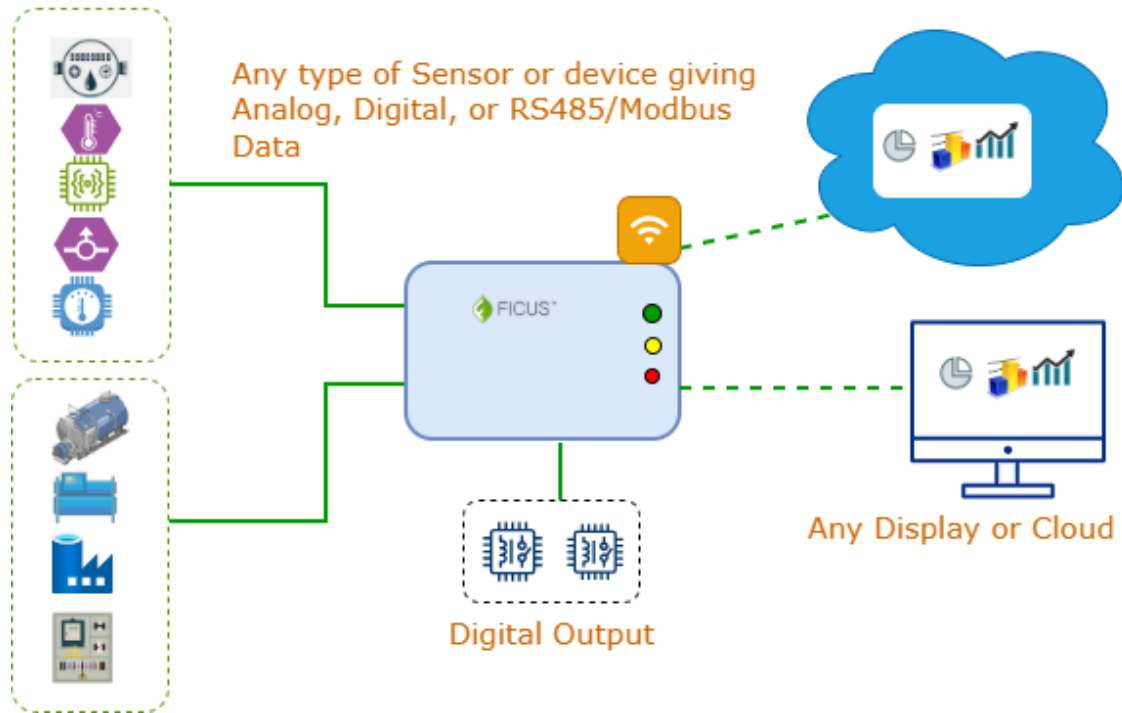 Any type of Sensor or device giving
Analog, Digital, or RS485/Modbus
Data
FICUS™
Any Display or Cloud
Digital Output